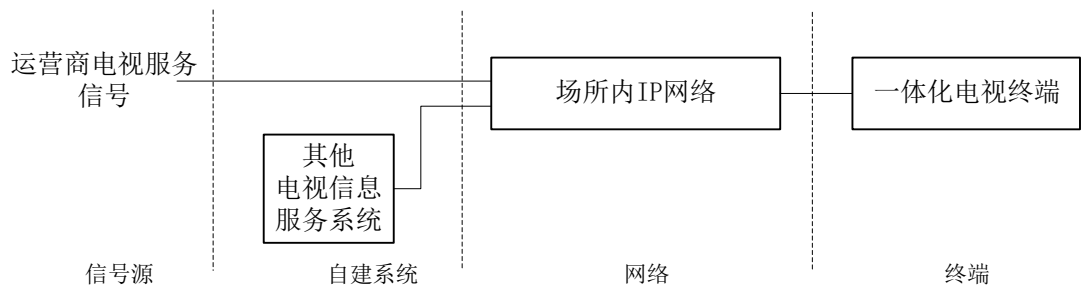 运营商电视服务
信号
场所内IP网络
一体化电视终端
其他
电视信息
服务系统
信号源
自建系统
网络
终端